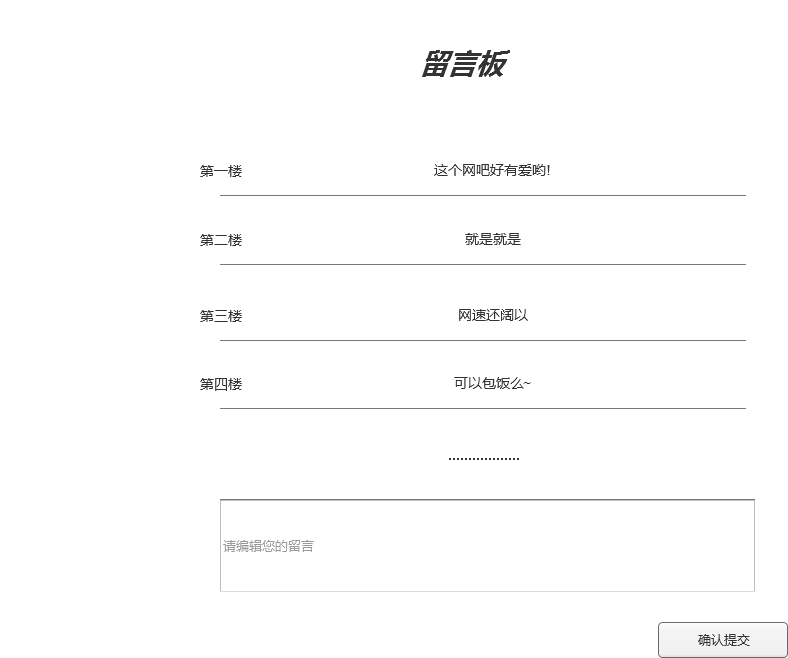 留言板
第一楼 这个网吧好有爱哟!
第二楼 就是就是
第三楼 网速还阔以
第四楼 可以包饭么~
..................
请编辑您的留言
确认提交